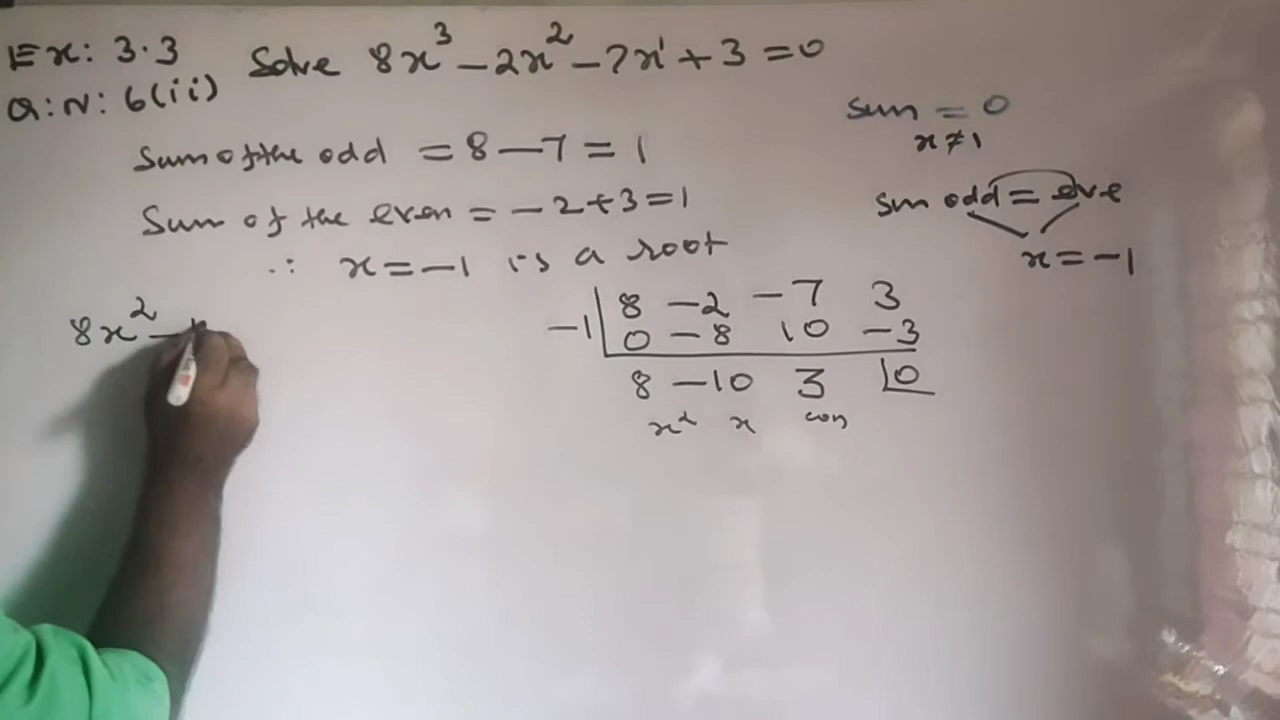 Ex: 3.3 Solve 8x³ - 2x² - 7x + 3 = 0
Q:N: 6(ii)
sum = 0
x ≠ 1
Sum of the odd = 8 - 7 = 1
Sum of the even = -2 + 3 = 1
sm odd = eve
x = -1
∴ x = -1 is a root
-1 | 8 -2 -7 3
0 -8 10 -3
8 -10 3 | 0
x² x con
8x² -